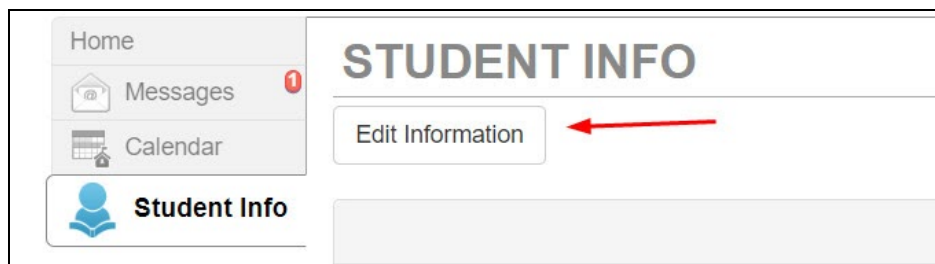 Home
Messages 1
Calendar
Student Info
STUDENT INFO
Edit Information